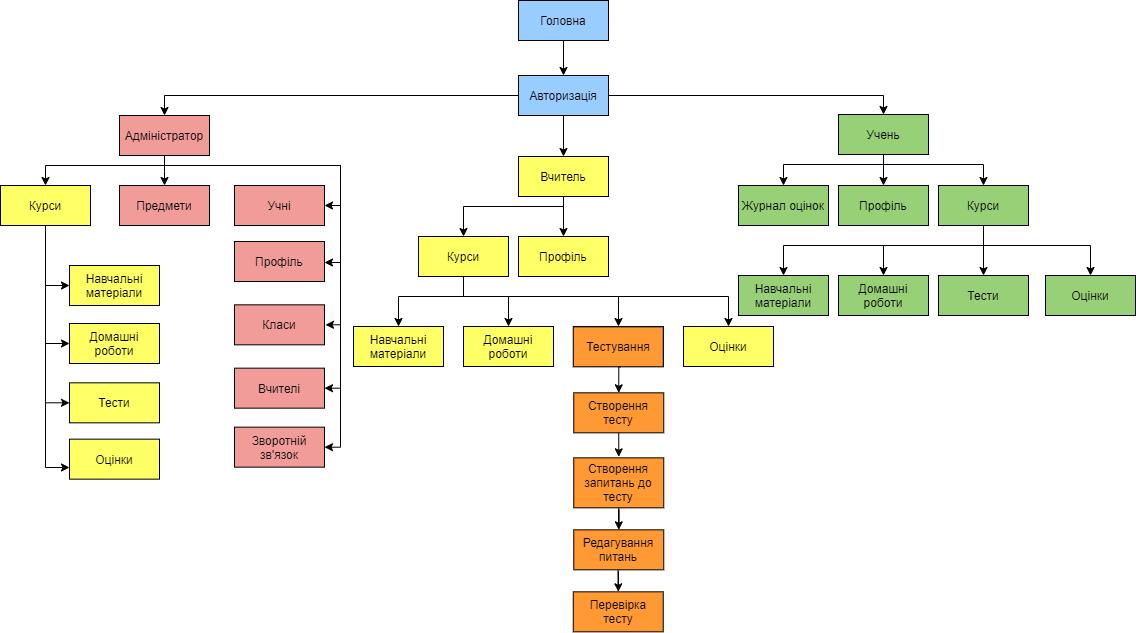 Головна
Авторизація
Адміністратор
Курси
Предмети
Учні
Профіль
Класи
Вчителі
Зворотній
зв'язок
Навчальні
матеріали
Домашні
роботи
Тести
Оцінки
Вчитель
Курси
Профіль
Навчальні
матеріали
Домашні
роботи
Тестування
Оцінки
Створення
тесту
Створення
запитань до
тесту
Редагування
питань
Перевірка
тесту
Учень
Журнал оцінок
Профіль
Курси
Навчальні
матеріали
Домашні
роботи
Тести
Оцінки